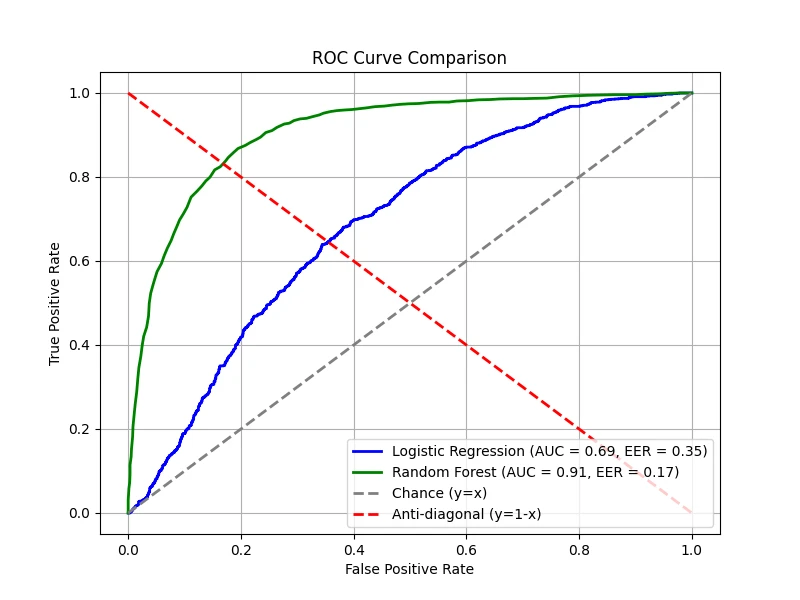 ROC Curve Comparison
True Positive Rate
1.0
0.8
0.6
0.4
0.2
0.0
Logistic Regression (AUC = 0.69, EER = 0.35)
Random Forest (AUC = 0.91, EER = 0.17)
Chance (y=x)
Anti-diagonal (y=1-x)
0.0 0.2 0.4 0.6 0.8 1.0
False Positive Rate